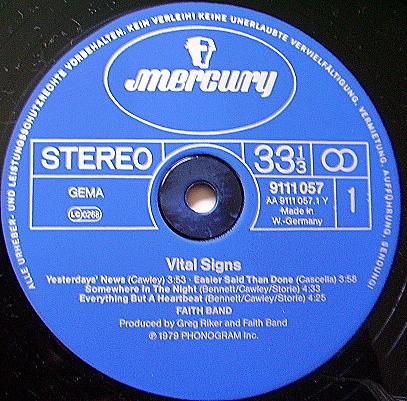 ALLE URHEBER- UND LEISTUNGSSCHUTZRECHTE VORBEHALTEN. KEIN VERLEIH! KEINE UNERLAUBTE VERVIELFÄLTIGUNG, VERMIETUNG, AUFFÜHRUNG, SENDUNG!
mercury
STEREO
33 1/3
GEMA
LC 0268
9111 057
AA 9111 057.1 Y
Made in
W.-Germany
1
Vital Signs
Yesterdays' News (Cawley) 3:53 · Easier Said Than Done (Cascella) 3:58
Somewhere In The Night (Bennett/Cawley/Storie) 4:33
Everything But A Heartbeat (Bennett/Cawley/Storie) 4:25
FAITH BAND
Produced by Greg Riker and Faith Band
℗ 1979 PHONOGRAM Inc.